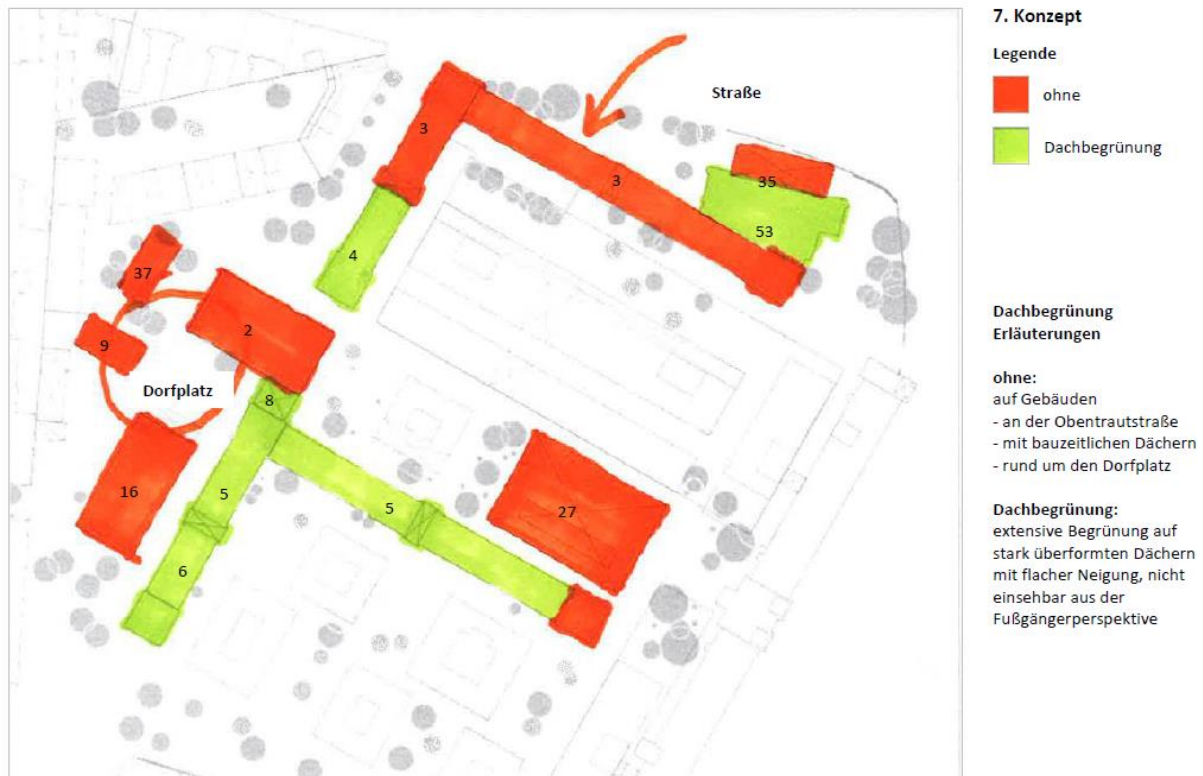 7. Konzept
Legende
ohne
Dachbegrünung
Straße
3
3
35
53
4
37
2
9
Dorfplatz
8
16
5
5
27
6
Dachbegrünung
Erläuterungen
ohne:
auf Gebäuden
- an der Obentrautstraße
- mit bauzeitlichen Dächern
- rund um den Dorfplatz
Dachbegrünung:
extensive Begrünung auf
stark überformten Dächern
mit flacher Neigung, nicht
einsehbar aus der
Fußgängerperspektive